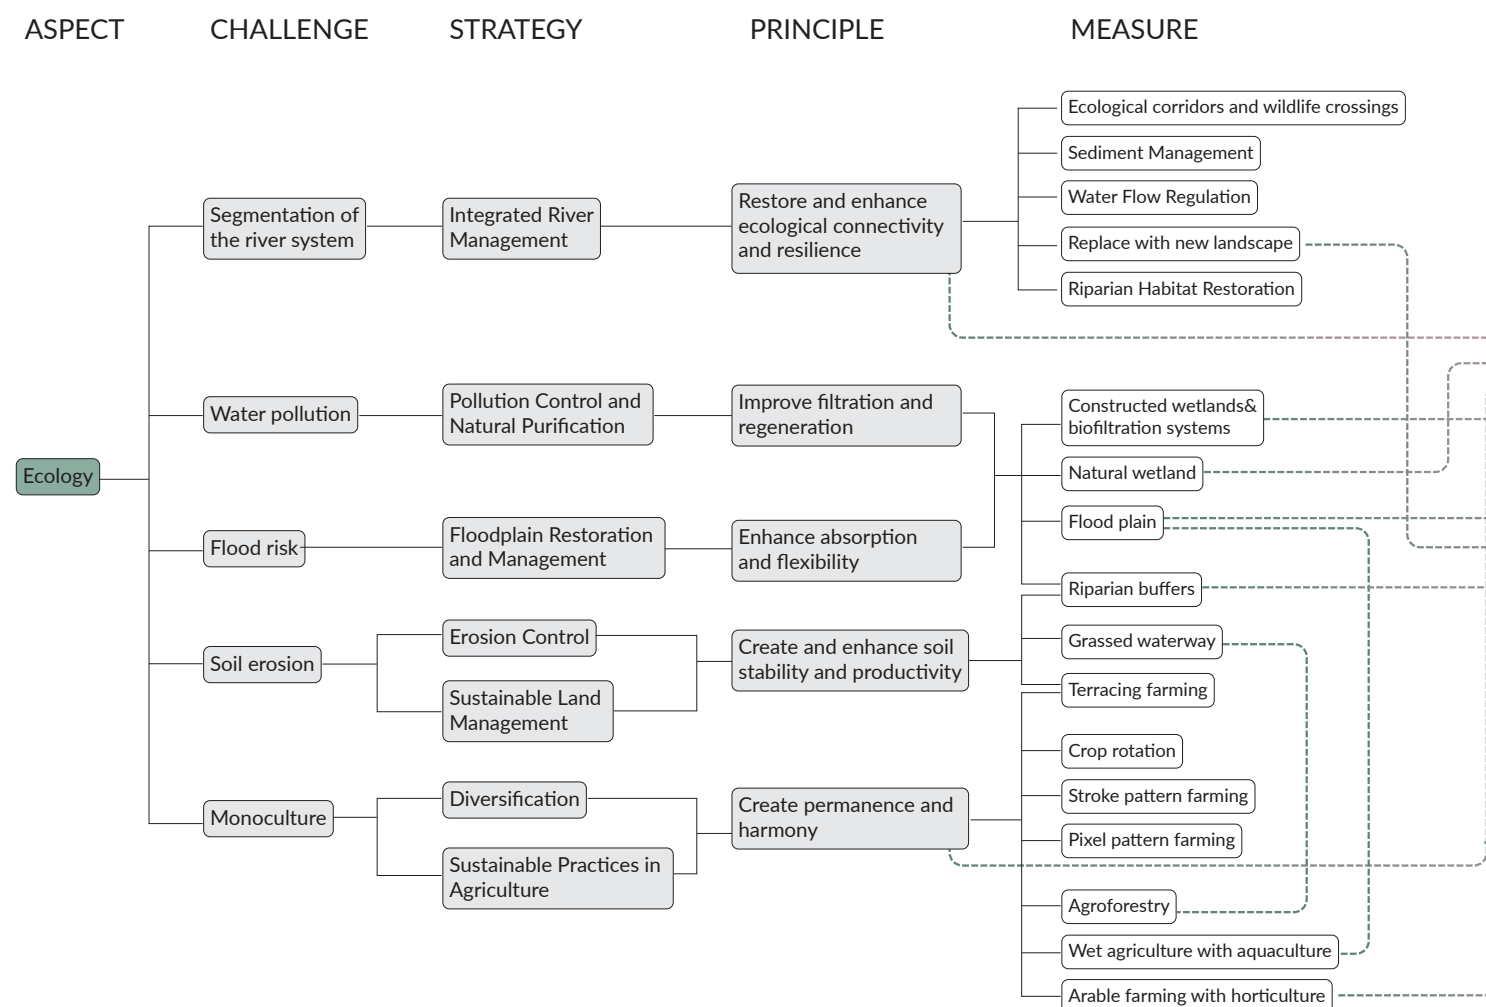 ASPECT
CHALLENGE
STRATEGY
PRINCIPLE
MEASURE
Ecology
Segmentation of
the river system
Water pollution
Flood risk
Soil erosion
Monoculture
Integrated River
Management
Pollution Control and
Natural Purification
Floodplain Restoration
and Management
Erosion Control
Sustainable Land
Management
Diversification
Sustainable Practices in
Agriculture
Restore and enhance
ecological connectivity
and resilience
Improve filtration and
regeneration
Enhance absorption
and flexibility
Create and enhance soil
stability and productivity
Create permanence and
harmony
Ecological corridors and wildlife crossings
Sediment Management
Water Flow Regulation
Replace with new landscape
Riparian Habitat Restoration
Constructed wetlands&
biofiltration systems
Natural wetland
Flood plain
Riparian buffers
Grassed waterway
Terracing farming
Crop rotation
Stroke pattern farming
Pixel pattern farming
Agroforestry
Wet agriculture with aquaculture
Arable farming with horticulture